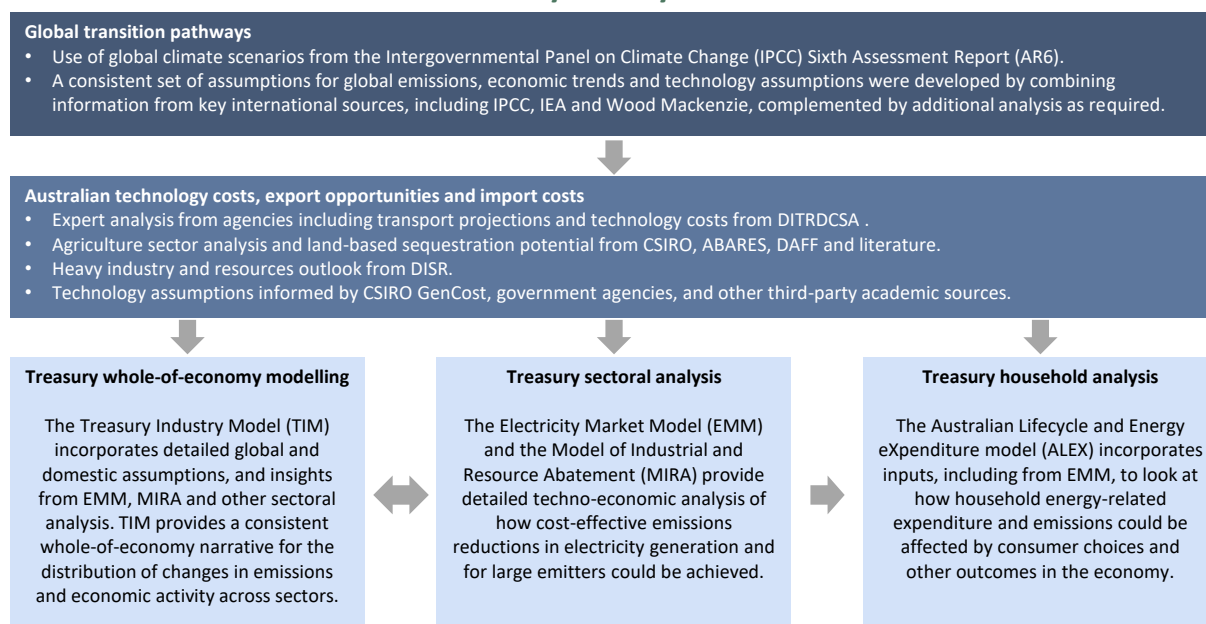 Global transition pathways
• Use of global climate scenarios from the Intergovernmental Panel on Climate Change (IPCC) Sixth Assessment Report (AR6).
• A consistent set of assumptions for global emissions, economic trends and technology assumptions were developed by combining
information from key international sources, including IPCC, IEA and Wood Mackenzie, complemented by additional analysis as required.
Australian technology costs, export opportunities and import costs
• Expert analysis from agencies including transport projections and technology costs from DITRDCSA .
• Agriculture sector analysis and land-based sequestration potential from CSIRO, ABARES, DAFF and literature.
• Heavy industry and resources outlook from DISR.
• Technology assumptions informed by CSIRO GenCost, government agencies, and other third-party academic sources.
Treasury whole-of-economy modelling
The Treasury Industry Model (TIM)
incorporates detailed global and
domestic assumptions, and insights
from EMM, MIRA and other sectoral
analysis. TIM provides a consistent
whole-of-economy narrative for the
distribution of changes in emissions
and economic activity across sectors.
Treasury sectoral analysis
The Electricity Market Model (EMM)
and the Model of Industrial and
Resource Abatement (MIRA) provide
detailed techno-economic analysis of
how cost-effective emissions
reductions in electricity generation and
for large emitters could be achieved.
Treasury household analysis
The Australian Lifecycle and Energy
eXpenditure model (ALEX) incorporates
inputs, including from EMM, to look at
how household energy-related
expenditure and emissions could be
affected by consumer choices and
other outcomes in the economy.